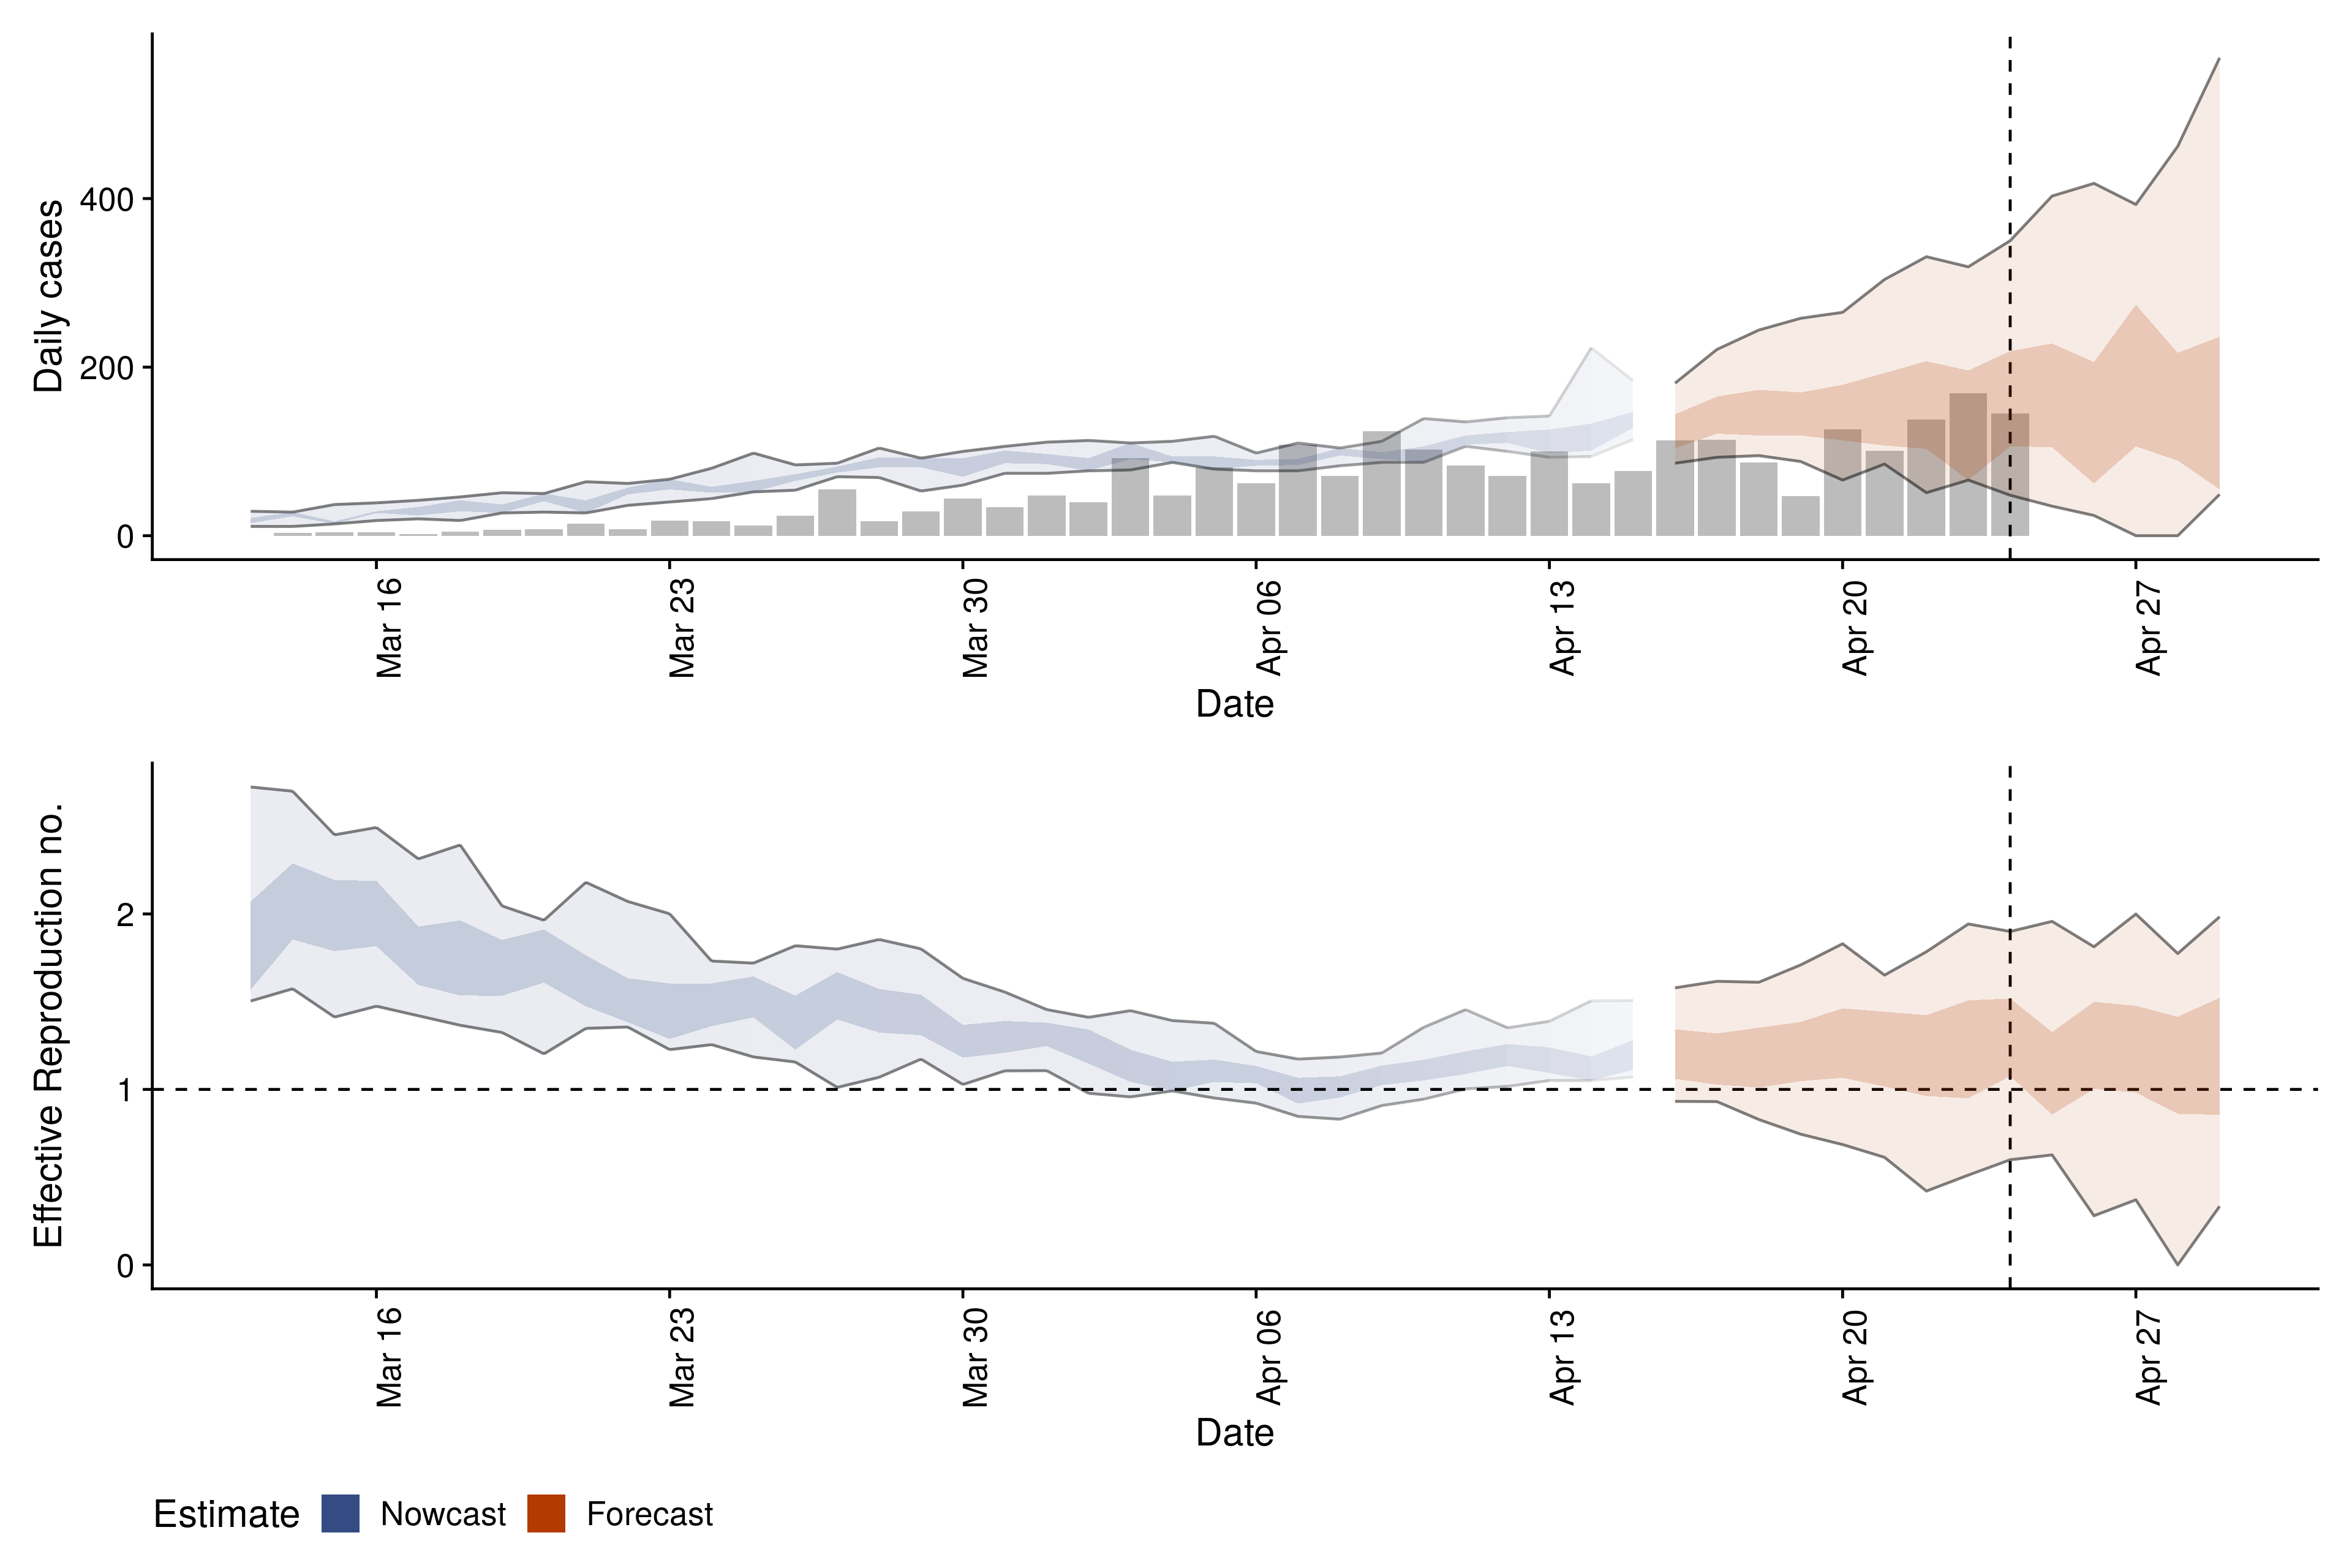 Daily cases
400
200
0
Mar 16
Mar 23
Mar 30
Apr 06
Apr 13
Apr 20
Apr 27
Date
Effective Reproduction no.
2
1
0
Mar 16
Mar 23
Mar 30
Apr 06
Apr 13
Apr 20
Apr 27
Date
Estimate Nowcast Forecast